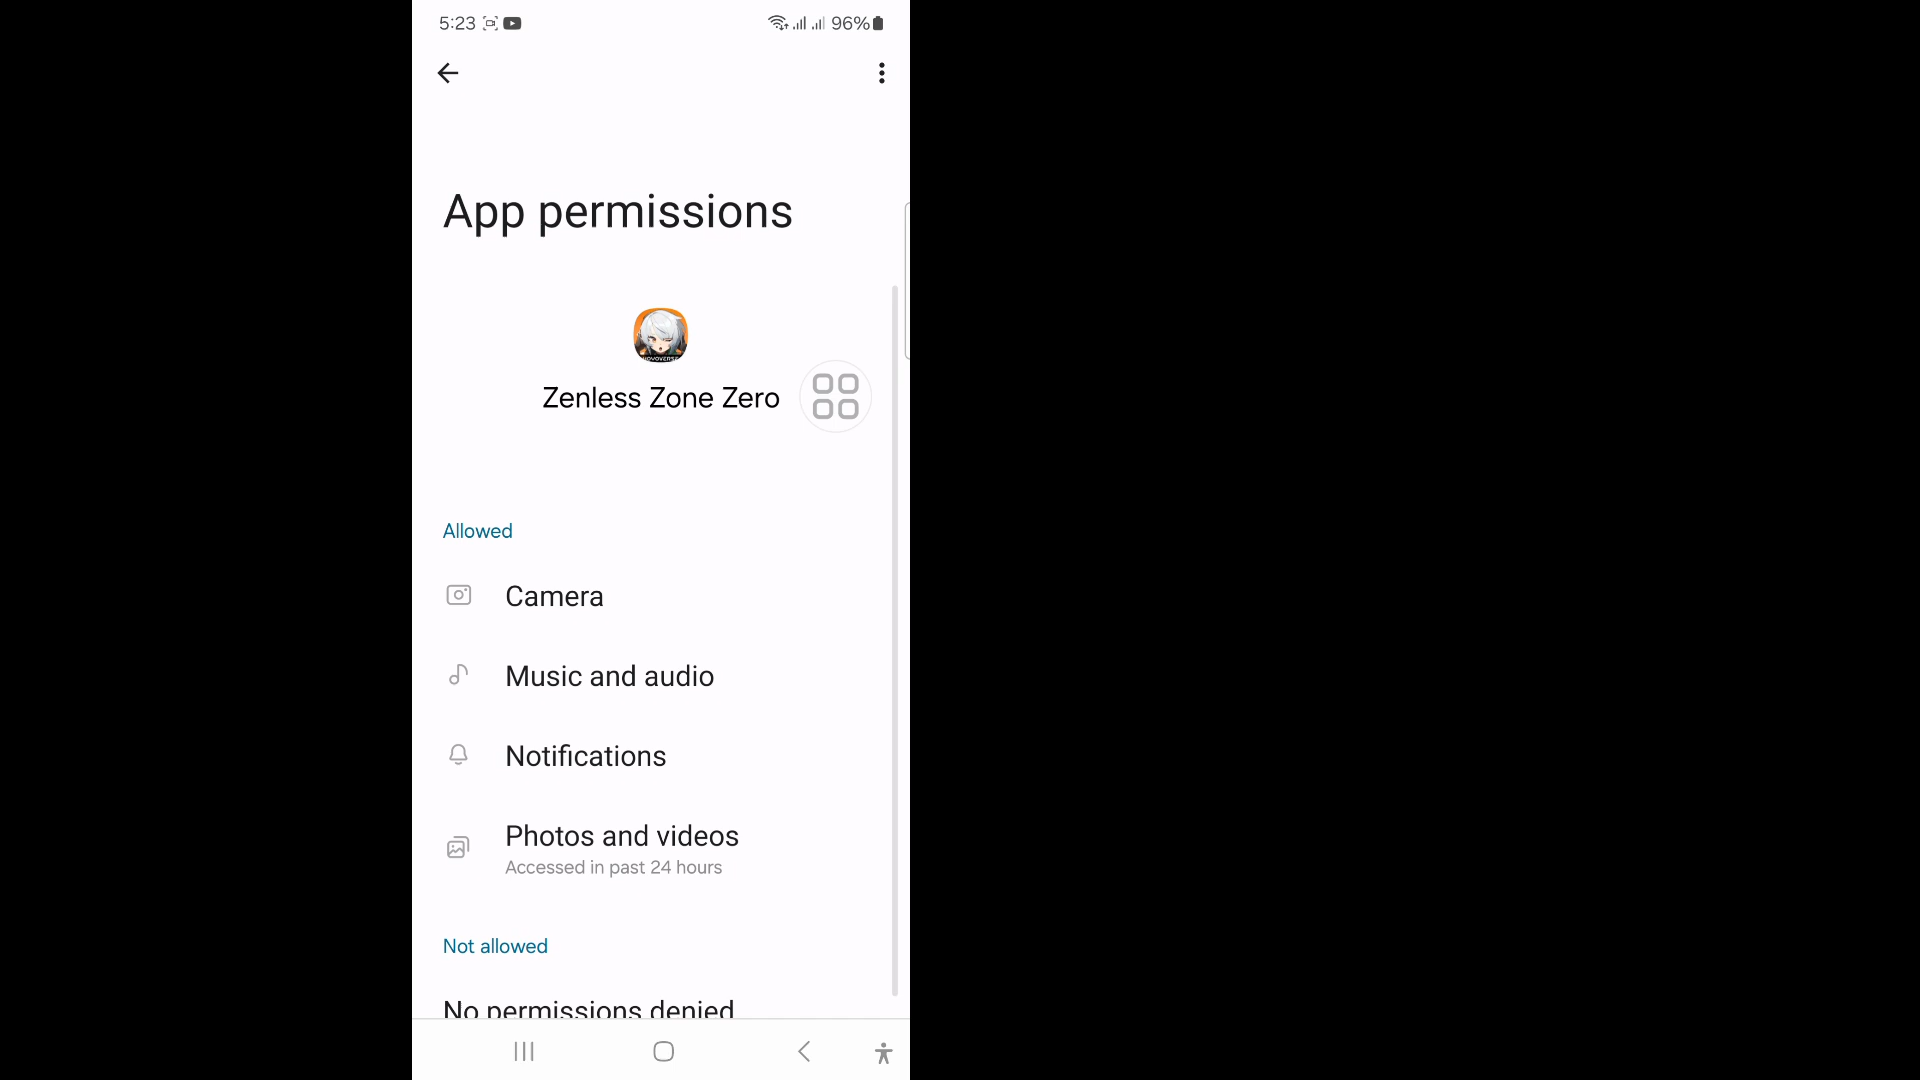 5:23 96%
App permissions
HOYOVERSE
Zenless Zone Zero
Allowed
Camera
Music and audio
Notifications
Photos and videos
Accessed in past 24 hours
Not allowed
No permissions denied